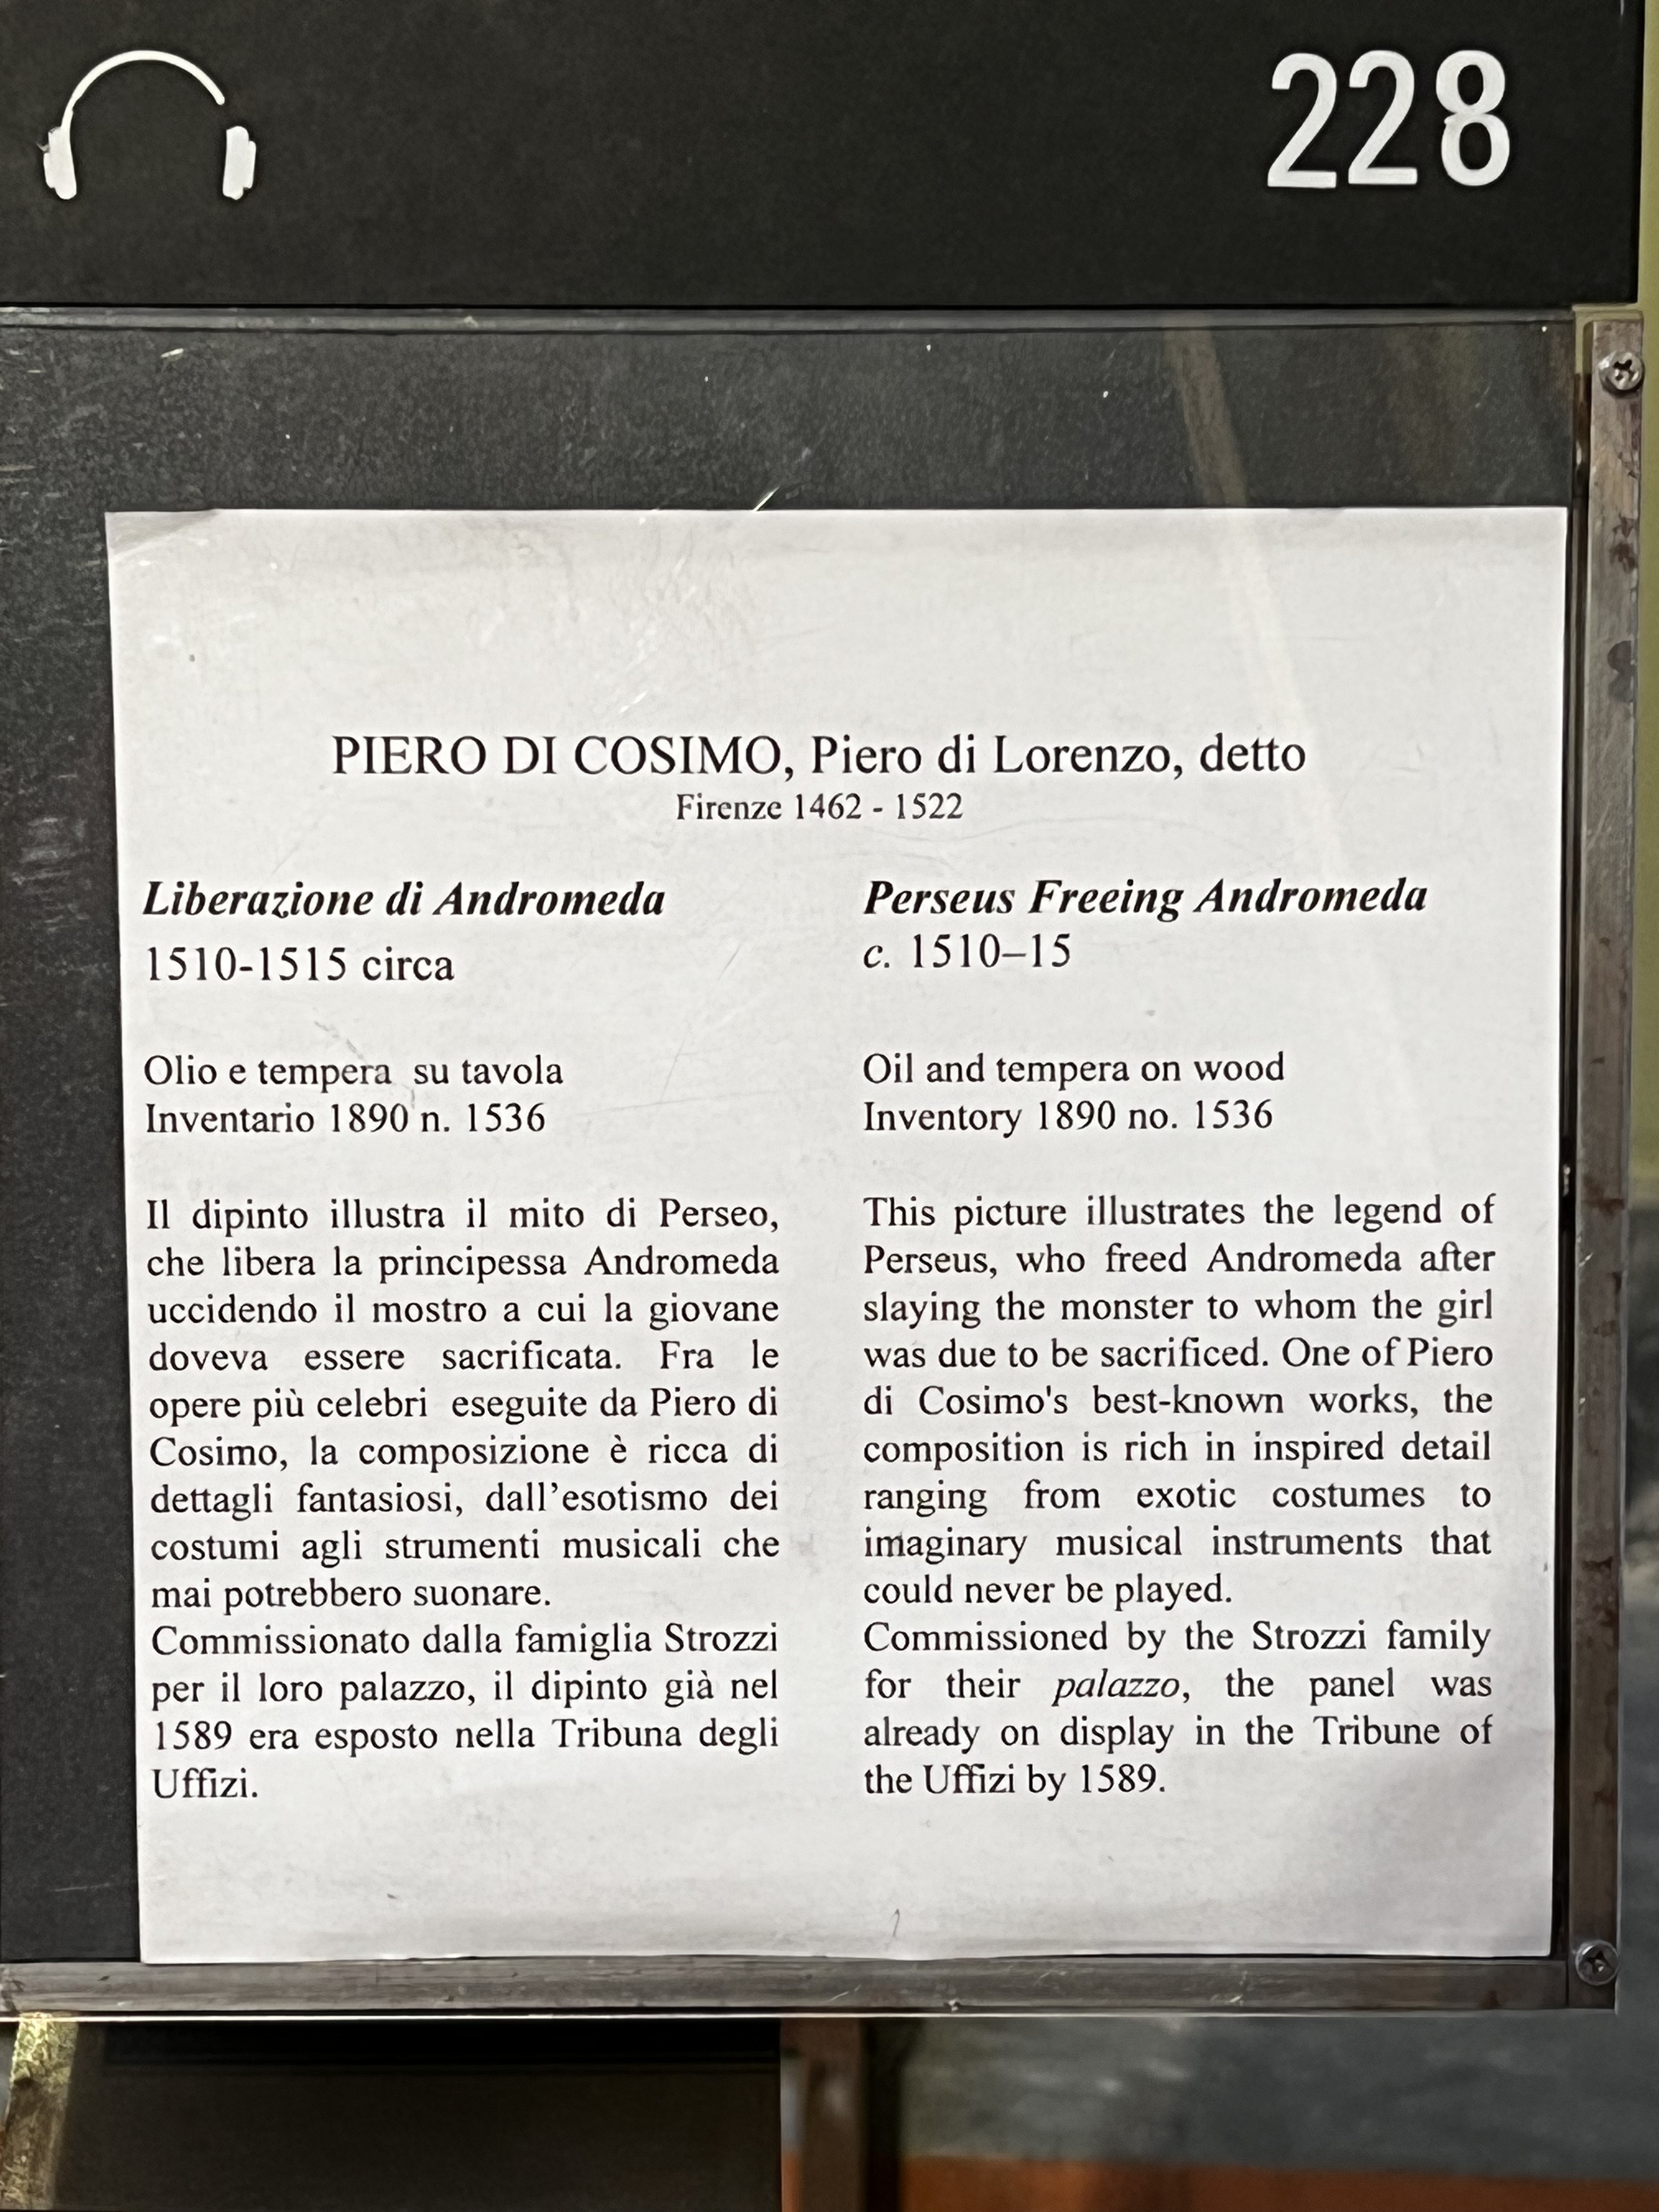 228
PIERO DI COSIMO, Piero di Lorenzo, detto
Firenze 1462 - 1522
Liberazione di Andromeda
1510-1515 circa
Olio e tempera su tavola
Inventario 1890 n. 1536
Il dipinto illustra il mito di Perseo,
che libera la principessa Andromeda
uccidendo il mostro a cui la giovane
doveva essere sacrificata. Fra le
opere più celebri eseguite da Piero di
Cosimo, la composizione è ricca di
dettagli fantasiosi, dall’esotismo dei
costumi agli strumenti musicali che
mai potrebbero suonare.
Commissionato dalla famiglia Strozzi
per il loro palazzo, il dipinto già nel
1589 era esposto nella Tribuna degli
Uffizi.
Perseus Freeing Andromeda
c. 1510–15
Oil and tempera on wood
Inventory 1890 no. 1536
This picture illustrates the legend of
Perseus, who freed Andromeda after
slaying the monster to whom the girl
was due to be sacrificed. One of Piero
di Cosimo's best-known works, the
composition is rich in inspired detail
ranging from exotic costumes to
imaginary musical instruments that
could never be played.
Commissioned by the Strozzi family
for their palazzo, the panel was
already on display in the Tribune of
the Uffizi by 1589.